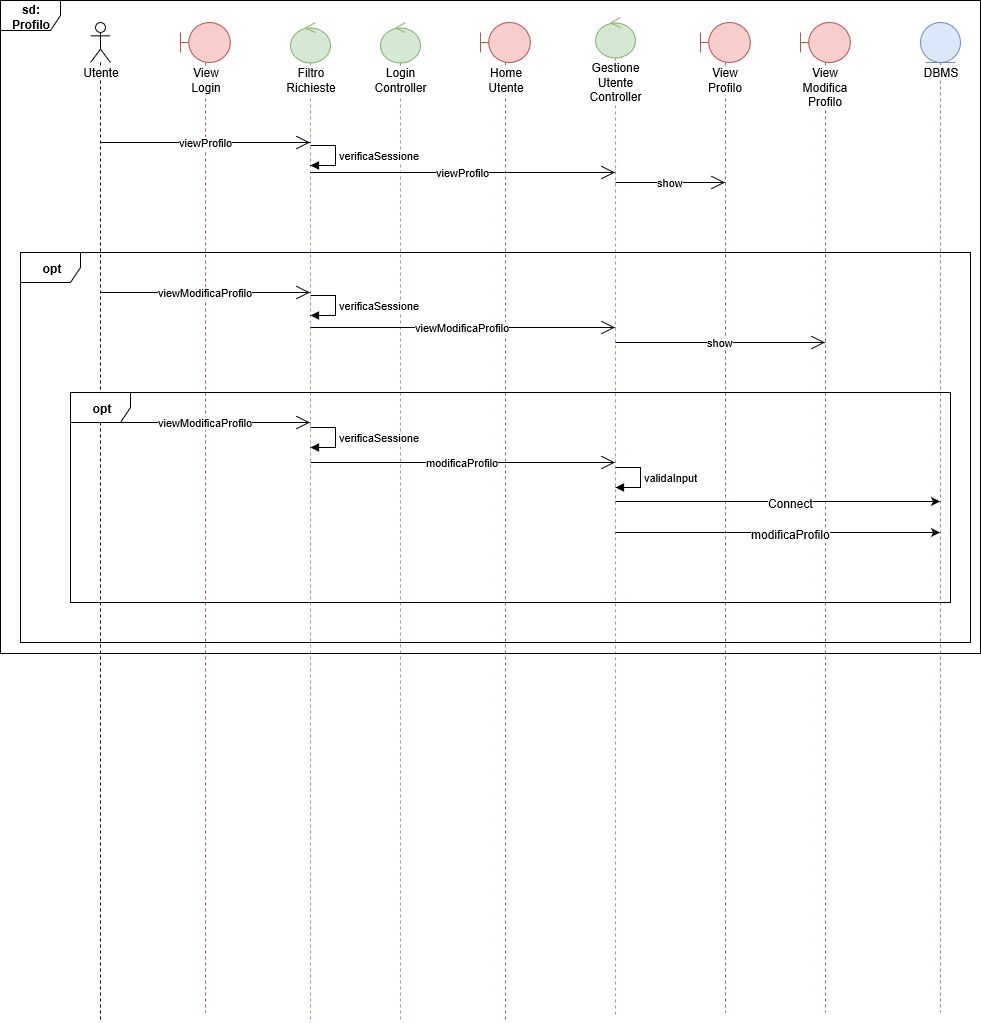 sd:
Profilo
Utente
View
Login
Filtro
Richieste
Login
Controller
Home
Utente
Gestione
Utente
Controller
View
Profilo
View
Modifica
Profilo
DBMS
viewProfilo
verificaSessione
viewProfilo
show
opt
viewModificaProfilo
verificaSessione
viewModificaProfilo
show
opt
viewModificaProfilo
verificaSessione
modificaProfilo
validaInput
Connect
modificaProfilo